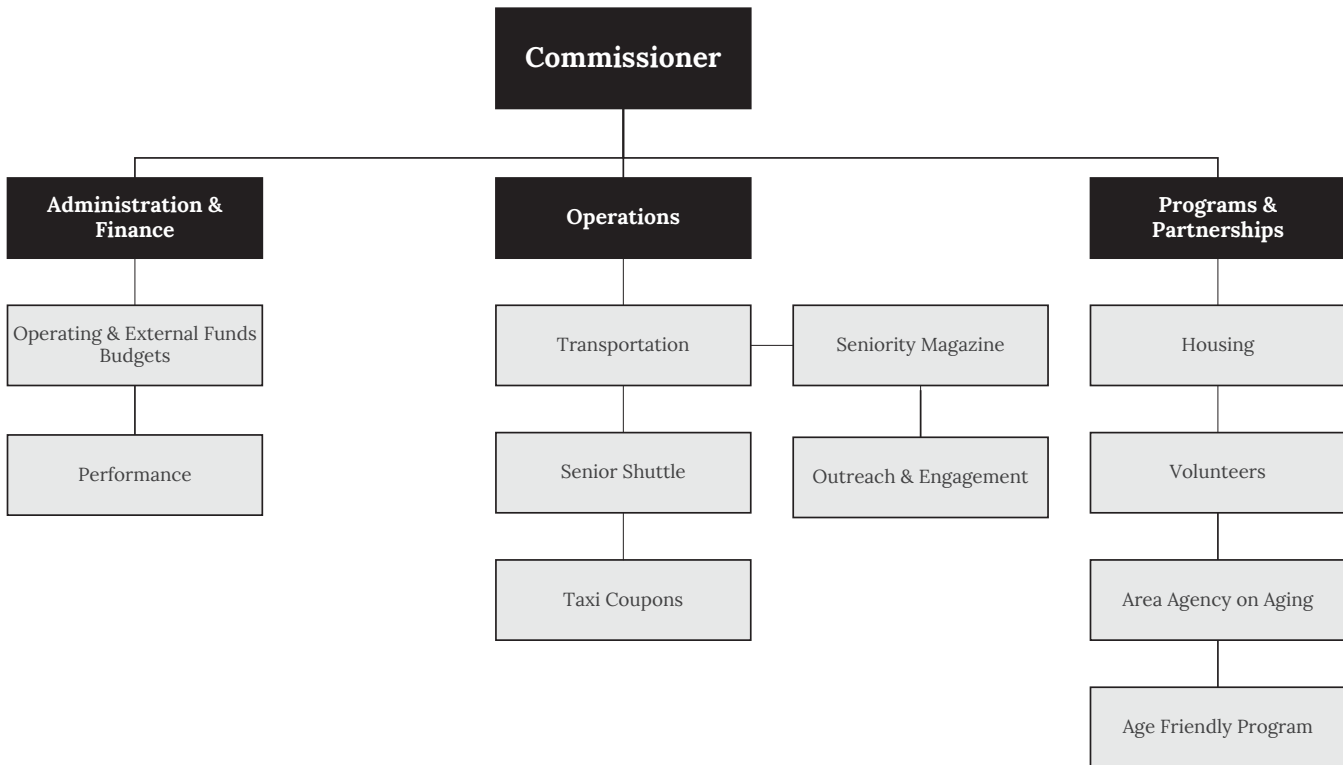 Commissioner
Administration &
Finance
Operations
Programs &
Partnerships
Operating & External Funds
Budgets
Transportation
Seniority Magazine
Housing
Performance
Senior Shuttle
Outreach & Engagement
Volunteers
Taxi Coupons
Area Agency on Aging
Age Friendly Program